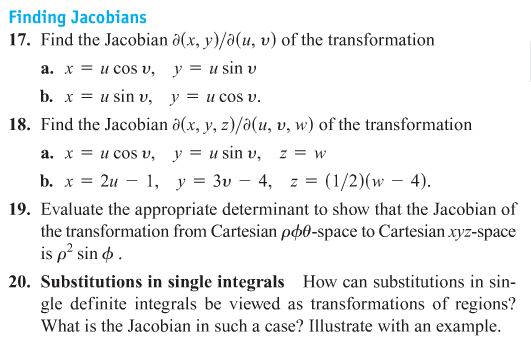 Finding Jacobians
17. Find the Jacobian ∂(x, y)/∂(u, v) of the transformation
a. x = u cos v, y = u sin v
b. x = u sin v, y = u cos v.
18. Find the Jacobian ∂(x, y, z)/∂(u, v, w) of the transformation
a. x = u cos v, y = u sin v, z = w
b. x = 2u − 1, y = 3v − 4, z = (1/2)(w − 4).
19. Evaluate the appropriate determinant to show that the Jacobian of
the transformation from Cartesian ρϕθ-space to Cartesian xyz-space
is ρ² sin ϕ .
20. Substitutions in single integrals How can substitutions in sin-
gle definite integrals be viewed as transformations of regions?
What is the Jacobian in such a case? Illustrate with an example.